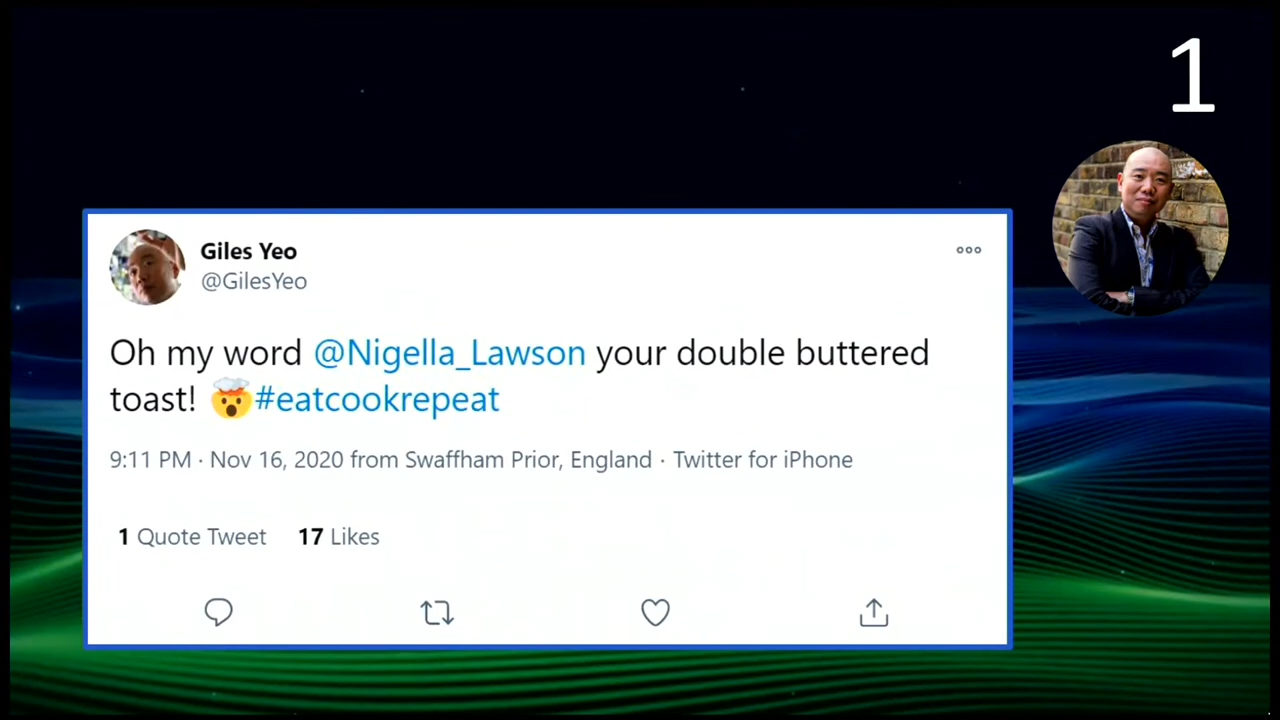 1
Giles Yeo
@GilesYeo
Oh my word @Nigella_Lawson your double buttered
toast! 🤯#eatcookrepeat
9:11 PM · Nov 16, 2020 from Swaffham Prior, England · Twitter for iPhone
1 Quote Tweet 17 Likes